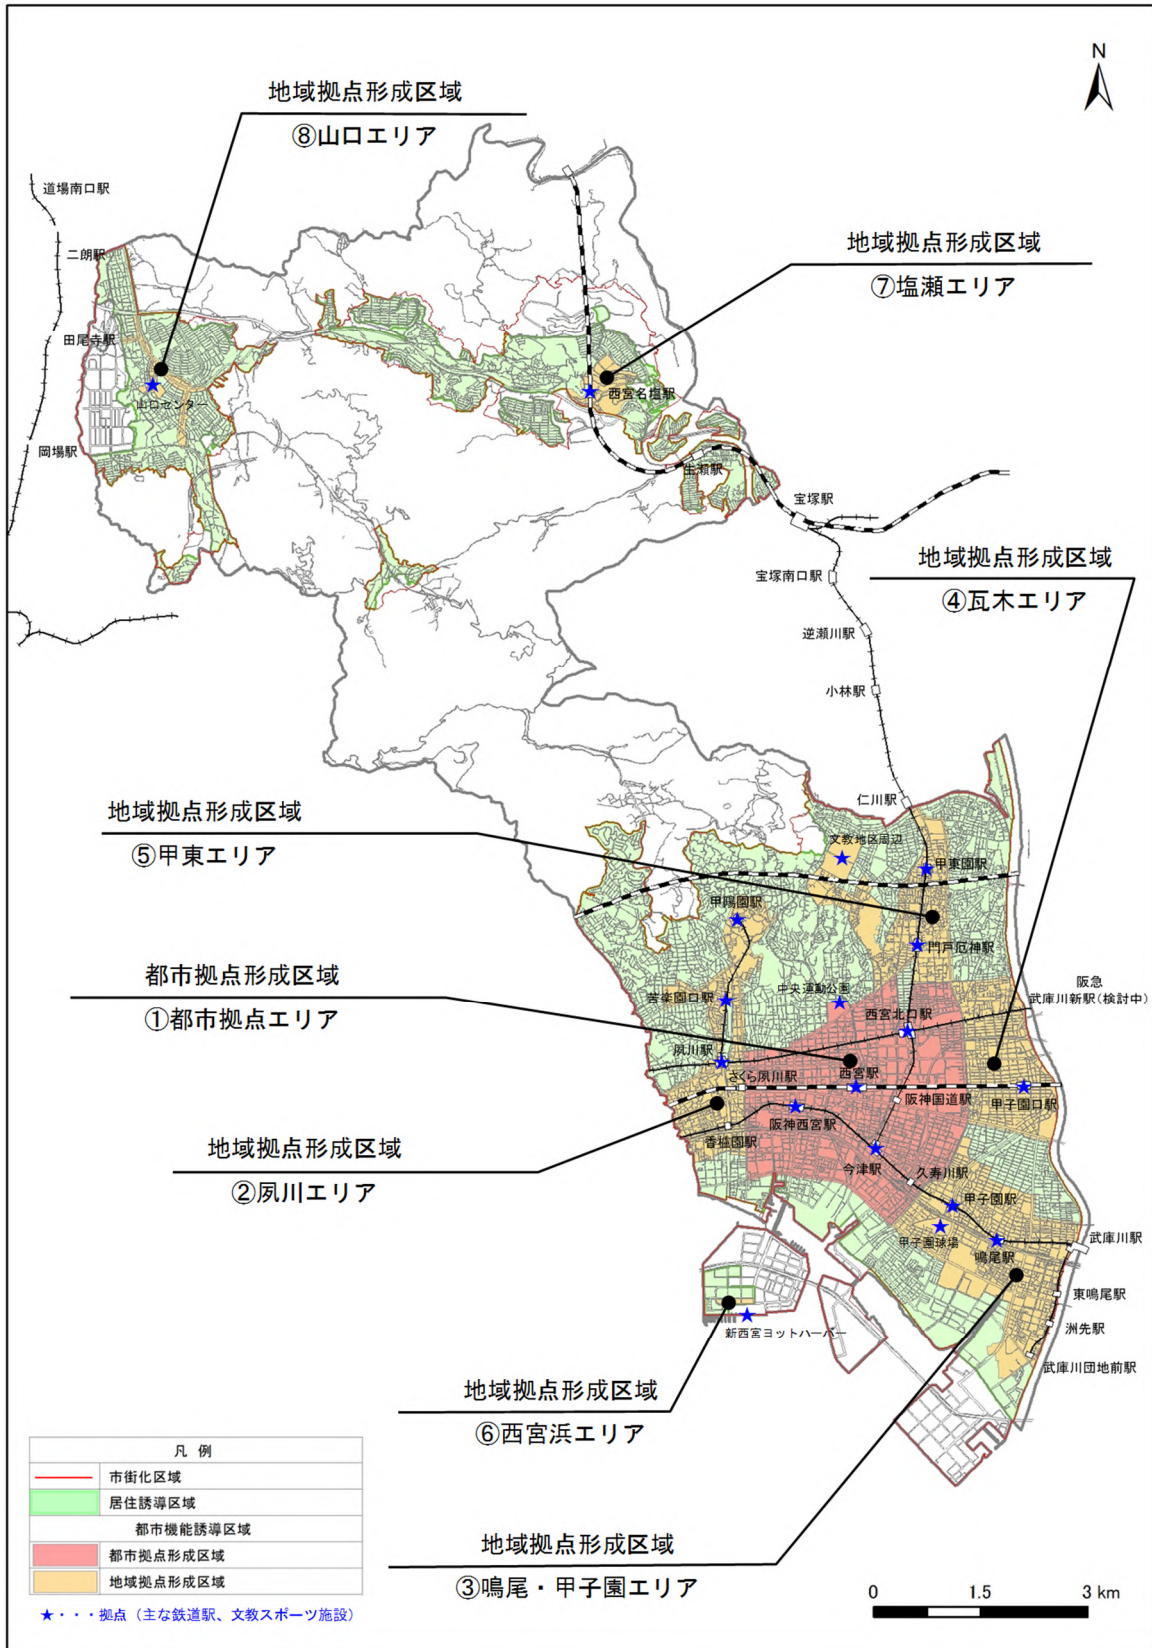 N
地域拠点形成区域
⑧山口エリア
道場南口駅
地域拠点形成区域
⑦塩瀬エリア
二郎駅
田尾寺駅
山口センター
西宮名塩駅
岡場駅
生瀬駅
宝塚駅
地域拠点形成区域
④瓦木エリア
宝塚南口駅
逆瀬川駅
小林駅
仁川駅
地域拠点形成区域
⑤甲東エリア
文教地区周辺
甲東園駅
甲陽園駅
門戸厄神駅
都市拠点形成区域
①都市拠点エリア
苦楽園口駅
中央運動公園
西宮北口駅
阪急
武庫川新駅(検討中)
夙川駅
さくら夙川駅
西宮駅
阪神国道駅
甲子園口駅
阪神西宮駅
香櫨園駅
地域拠点形成区域
②夙川エリア
今津駅
久寿川駅
甲子園駅
甲子園球場
鳴尾駅
武庫川駅
東鳴尾駅
洲先駅
武庫川団地前駅
新西宮ヨットハーバー
地域拠点形成区域
⑥西宮浜エリア
地域拠点形成区域
③鳴尾・甲子園エリア
凡 例
市街化区域
居住誘導区域
都市機能誘導区域
都市拠点形成区域
地域拠点形成区域
★・・・拠点（主な鉄道駅、文教スポーツ施設）
0 1.5 3 km